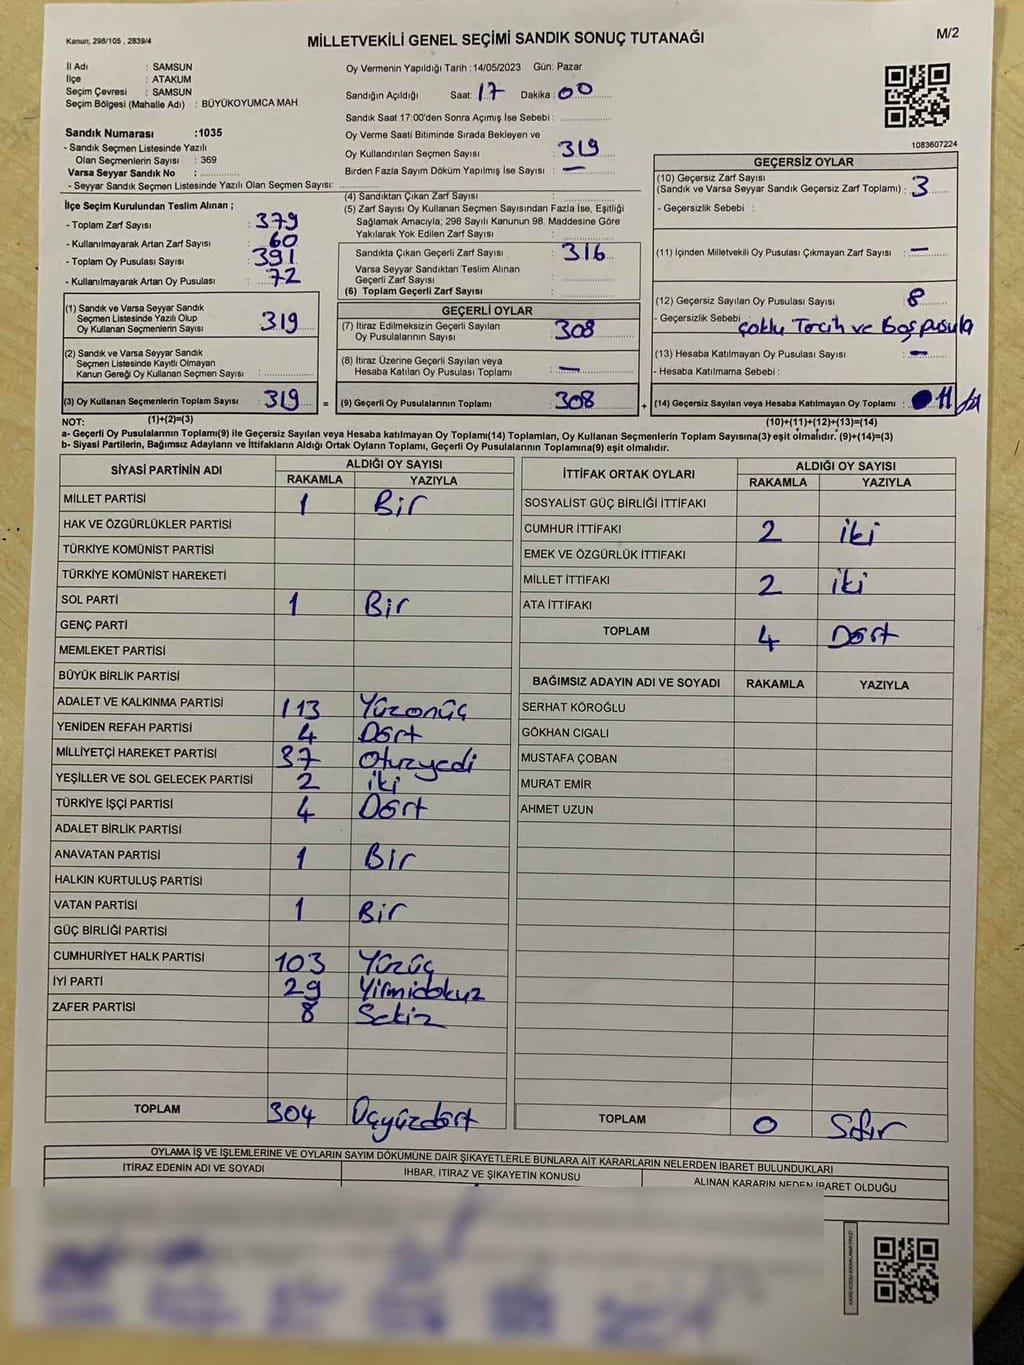 Kanun; 298/105 , 2839/4
MİLLETVEKİLİ GENEL SEÇİMİ SANDIK SONUÇ TUTANAĞI
M/2
İl Adı : SAMSUN
İlçe : ATAKUM
Seçim Çevresi : SAMSUN
Seçim Bölgesi (Mahalle Adı) : BÜYÜKOYUMCA MAH.
Sandık Numarası :1035
- Sandık Seçmen Listesinde Yazılı
Olan Seçmenlerin Sayısı : 369
Varsa Seyyar Sandık No :
- Seyyar Sandık Seçmen Listesinde Yazılı Olan Seçmen Sayısı:
Oy Vermenin Yapıldığı Tarih :14/05/2023 Gün: Pazar
Sandığın Açıldığı Saat: 17 Dakika : 00
Sandık Saat 17:00'den Sonra Açımış İse Sebebi :
Oy Verme Saati Bitiminde Sırada Bekleyen ve
Oy Kullandırılan Seçmen Sayısı : 319
Birden Fazla Sayım Döküm Yapılmış İse Sayısı : —
1083607224
İlçe Seçim Kurulundan Teslim Alınan ;
- Toplam Zarf Sayısı : 379
- Kullanılmayarak Artan Zarf Sayısı : 60
- Toplam Oy Pusulası Sayısı : 391
- Kullanılmayarak Artan Oy Pusulası : 72
(1) Sandık ve Varsa Seyyar Sandık
Seçmen Listesinde Yazılı Olup
Oy Kullanan Seçmenlerin Sayısı : 319
(2) Sandık ve Varsa Seyyar Sandık
Seçmen Listesinde Kayıtlı Olmayan
Kanun Gereği Oy Kullanan Seçmen Sayısı :
(3) Oy Kullanan Seçmenlerin Toplam Sayısı : 319 =
(4) Sandıktan Çıkan Zarf Sayısı :
(5) Zarf Sayısı Oy Kullanan Seçmen Sayısından Fazla İse, Eşitliği
Sağlamak Amacıyla; 298 Sayılı Kanunun 98. Maddesine Göre
Yakılarak Yok Edilen Zarf Sayısı :
Sandıkta Çıkan Geçerli Zarf Sayısı : 316
Varsa Seyyar Sandıktan Teslim Alınan
Geçerli Zarf Sayısı :
(6) Toplam Geçerli Zarf Sayısı :
GEÇERLİ OYLAR
(7) İtiraz Edilmeksizin Geçerli Sayılan
Oy Pusulalarının Sayısı : 308
(8) İtiraz Üzerine Geçerli Sayılan veya
Hesaba Katılan Oy Pusulası Toplamı : —
(9) Geçerli Oy Pusulalarının Toplamı : 308 +
GEÇERSİZ OYLAR
(10) Geçersiz Zarf Sayısı
(Sandık ve Varsa Seyyar Sandık Geçersiz Zarf Toplamı) : 3
- Geçersizlik Sebebi :
(11) İçinden Milletvekili Oy Pusulası Çıkmayan Zarf Sayısı : —
(12) Geçersiz Sayılan Oy Pusulası Sayısı : 8
- Geçersizlik Sebebi : Çoklu Tercih ve Boş pusula
(13) Hesaba Katılmayan Oy Pusulası Sayısı : —
- Hesaba Katılmama Sebebi :
(14) Geçersiz Sayılan veya Hesaba Katılmayan Oy Toplamı : 11
NOT: (1)+(2)=(3) (10)+(11)+(12)+(13)=(14)
a- Geçerli Oy Pusulalarının Toplamı(9) ile Geçersiz Sayılan veya Hesaba katılmayan Oy Toplamı(14) Toplamları, Oy Kullanan Seçmenlerin Toplam Sayısına(3) eşit olmalıdır. (9)+(14)=(3)
b- Siyasi Partilerin, Bağımsız Adayların ve İttifakların Aldığı Ortak Oyların Toplamı, Geçerli Oy Pusulalarının Toplamına(9) eşit olmalıdır.
SİYASİ PARTİNİN ADI ALDIĞI OY SAYISI
RAKAMLA YAZIYLA
MİLLET PARTİSİ 1 Bir
HAK VE ÖZGÜRLÜKLER PARTİSİ
TÜRKİYE KOMÜNİST PARTİSİ
TÜRKİYE KOMÜNİST HAREKETİ
SOL PARTİ 1 Bir
GENÇ PARTİ
MEMLEKET PARTİSİ
BÜYÜK BİRLİK PARTİSİ
ADALET VE KALKINMA PARTİSİ 113 Yüzonüç
YENİDEN REFAH PARTİSİ 4 Dört
MİLLİYETÇİ HAREKET PARTİSİ 37 Otuzyedi
YEŞİLLER VE SOL GELECEK PARTİSİ 2 iki
TÜRKİYE İŞÇİ PARTİSİ 4 Dört
ADALET BİRLİK PARTİSİ
ANAVATAN PARTİSİ 1 Bir
HALKIN KURTULUŞ PARTİSİ
VATAN PARTİSİ 1 Bir
GÜÇ BİRLİĞİ PARTİSİ
CUMHURİYET HALK PARTİSİ 103 Yüzüç
İYİ PARTİ 29 Yirmidokuz
ZAFER PARTİSİ 8 Sekiz
TOPLAM 304 Üçyüzdört
İTTİFAK ORTAK OYLARI ALDIĞI OY SAYISI
RAKAMLA YAZIYLA
SOSYALİST GÜÇ BİRLİĞİ İTTİFAKI
CUMHUR İTTİFAKI 2 iki
EMEK VE ÖZGÜRLÜK İTTİFAKI
MİLLET İTTİFAKI 2 iki
ATA İTTİFAKI
TOPLAM 4 Dört
BAĞIMSIZ ADAYIN ADI VE SOYADI RAKAMLA YAZIYLA
SERHAT KÖROĞLU
GÖKHAN CIGALI
MUSTAFA ÇOBAN
MURAT EMİR
AHMET UZUN
TOPLAM 0 Sıfır
OYLAMA İŞ VE İŞLEMLERİNE VE OYLARIN SAYIM DÖKÜMÜNE DAİR ŞİKAYETLERLE BUNLARA AİT KARARLARIN NELERDEN İBARET BULUNDUKLARI
İTİRAZ EDENİN ADI VE SOYADI İHBAR, İTİRAZ VE ŞİKAYETİN KONUSU ALINAN KARARIN NEDEN İBARET OLDUĞU